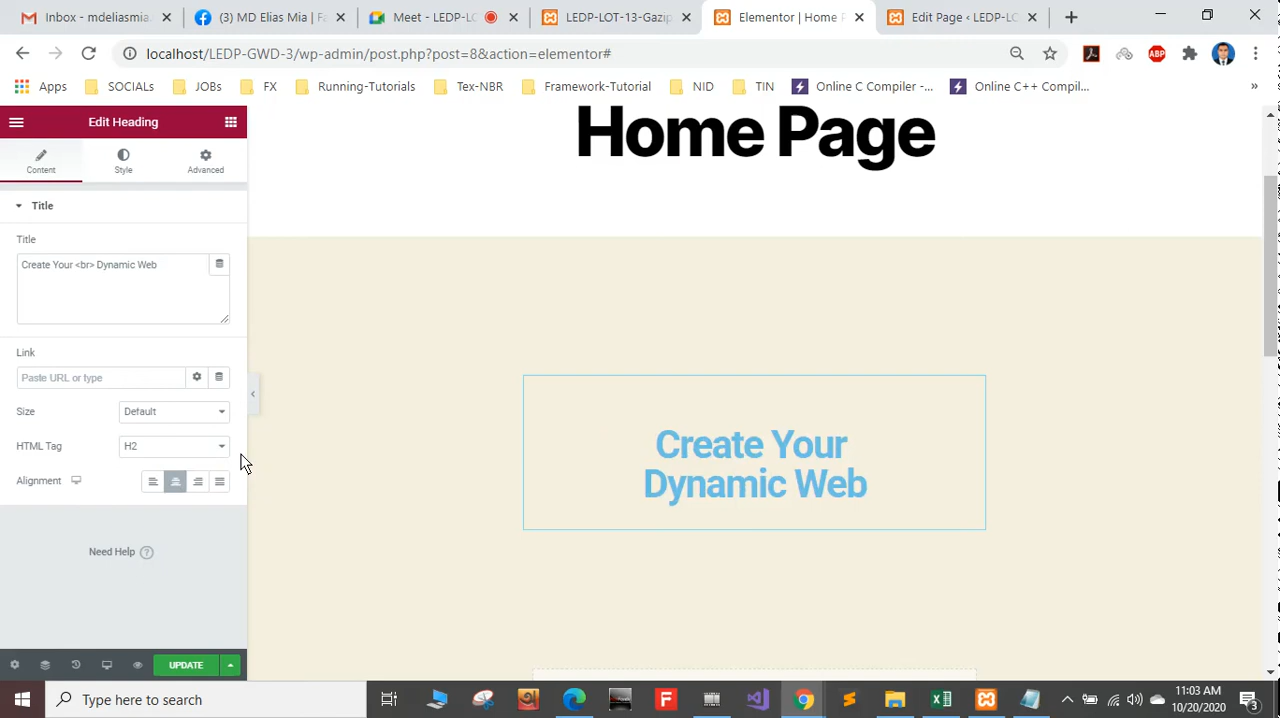 Inbox - mdeliasmia.
(3) MD Elias Mia | Fa
Meet - LEDP-L
LEDP-LOT-13-Gazip
Elementor | Home P
Edit Page ‹ LEDP-LO
localhost/LEDP-GWD-3/wp-admin/post.php?post=8&action=elementor#
ABP
Apps
SOCIALs
JOBs
FX
Running-Tutorials
Tex-NBR
Framework-Tutorial
NID
TIN
Online C Compiler -...
Online C++ Compil...
»
Edit Heading
Content
Style
Advanced
Title
Title
Create Your <br> Dynamic Web
Link
Paste URL or type
Size
Default
HTML Tag
H2
Alignment
Need Help ?
UPDATE
Home Page
Create Your
Dynamic Web
Type here to search
11:03 AM
10/20/2020
3